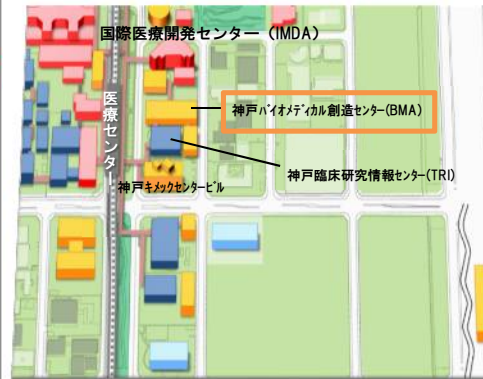 国際医療開発センター（IMDA）
医療センター
神戸ﾊﾞｲｵﾒﾃﾞｨｶﾙ創造ｾﾝﾀｰ(BMA)
神戸臨床研究情報ｾﾝﾀｰ(TRI)
神戸ｷﾒｯｸｾﾝﾀｰﾋﾞﾙ